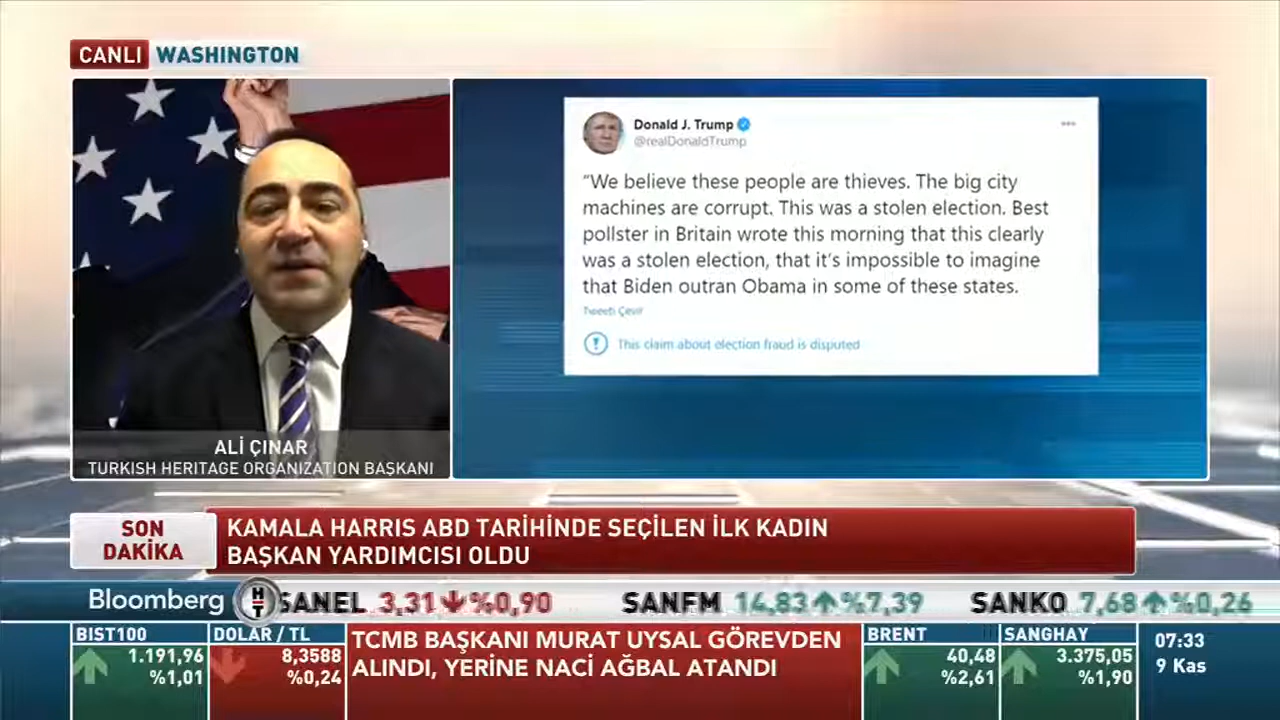 CANLI WASHINGTON
Donald J. Trump
@realDonaldTrump
“We believe these people are thieves. The big city
machines are corrupt. This was a stolen election. Best
pollster in Britain wrote this morning that this clearly
was a stolen election, that it’s impossible to imagine
that Biden outran Obama in some of these states.
Tweeti Çevir
This claim about election fraud is disputed
ALİ ÇINAR
TURKISH HERITAGE ORGANIZATION BAŞKANI
SON
DAKİKA
KAMALA HARRIS ABD TARİHİNDE SEÇİLEN İLK KADIN
BAŞKAN YARDIMCISI OLDU
Bloomberg HT SANEL 3,31 %0,90 SANFM 14,83 %7,39 SANKO 7,68 %0,26
BIST100
1.191,96
%1,01
DOLAR / TL
8,3588
%0,24
TCMB BAŞKANI MURAT UYSAL GÖREVDEN
ALINDI, YERİNE NACİ AĞBAL ATANDI
BRENT
40,48
%2,61
SANGHAY
3.375,05
%1,90
07:33
9 Kas